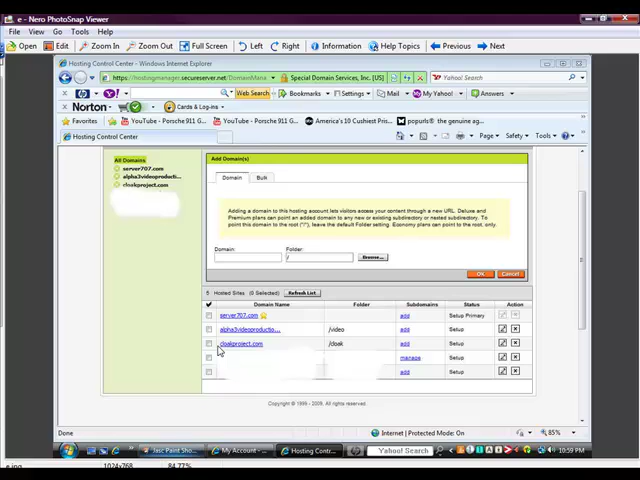 e - Nero PhotoSnap Viewer
File View Go Tools Help
Open Edit Zoom In Zoom Out Full Screen Left Right Information Help Topics Previous Next
Hosting Control Center - Windows Internet Explorer
https://hostingmanager.secureserver.net/DomainMana Special Domain Services, Inc. [US] Yahoo! Search
Web Search Bookmarks Settings Mail My Yahoo! Answers
Norton Cards & Log-ins
Favorites YouTube - Porsche 911 G... YouTube - Porsche 911 G... America's 10 Cushiest Pris... popurls® the genuine ag...
Hosting Control Center Page Safety Tools
All Domains
server707.com
alpha3videoproducti...
cloakproject.com
Add Domain(s)
Domain Bulk
Adding a domain to this hosting account lets visitors access your content through a new URL. Deluxe and
Premium plans can point an added domain to any new or existing subdirectory or nested subdirectory. To
point this domain to the root ("/"), leave the default Folder setting. Economy plans can point to the root, only.
Domain: Folder:
/ Browse...
OK Cancel
5 Hosted Sites (0 Selected) Refresh List
Domain Name Folder Subdomains Status Action
server707.com add Setup Primary
alpha3videoproductio... /video add Setup
cloakproject.com /cloak add Setup
manage Setup
add Setup
Copyright © 1999 - 2009. All rights reserved.
Done Internet | Protected Mode: On 85%
Jasc Paint Sho... My Account - ... Hosting Contr... Yahoo! Search 10:59 PM
e.jpg 1024x768 84.77%